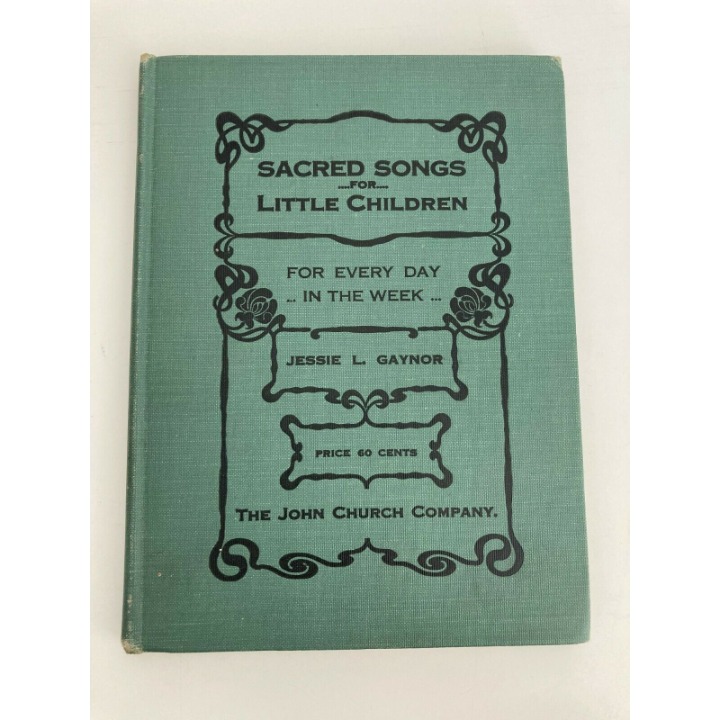 SACRED SONGS
....FOR....
LITTLE CHILDREN
FOR EVERY DAY
... IN THE WEEK ...
JESSIE L. GAYNOR
PRICE 60 CENTS
THE JOHN CHURCH COMPANY.